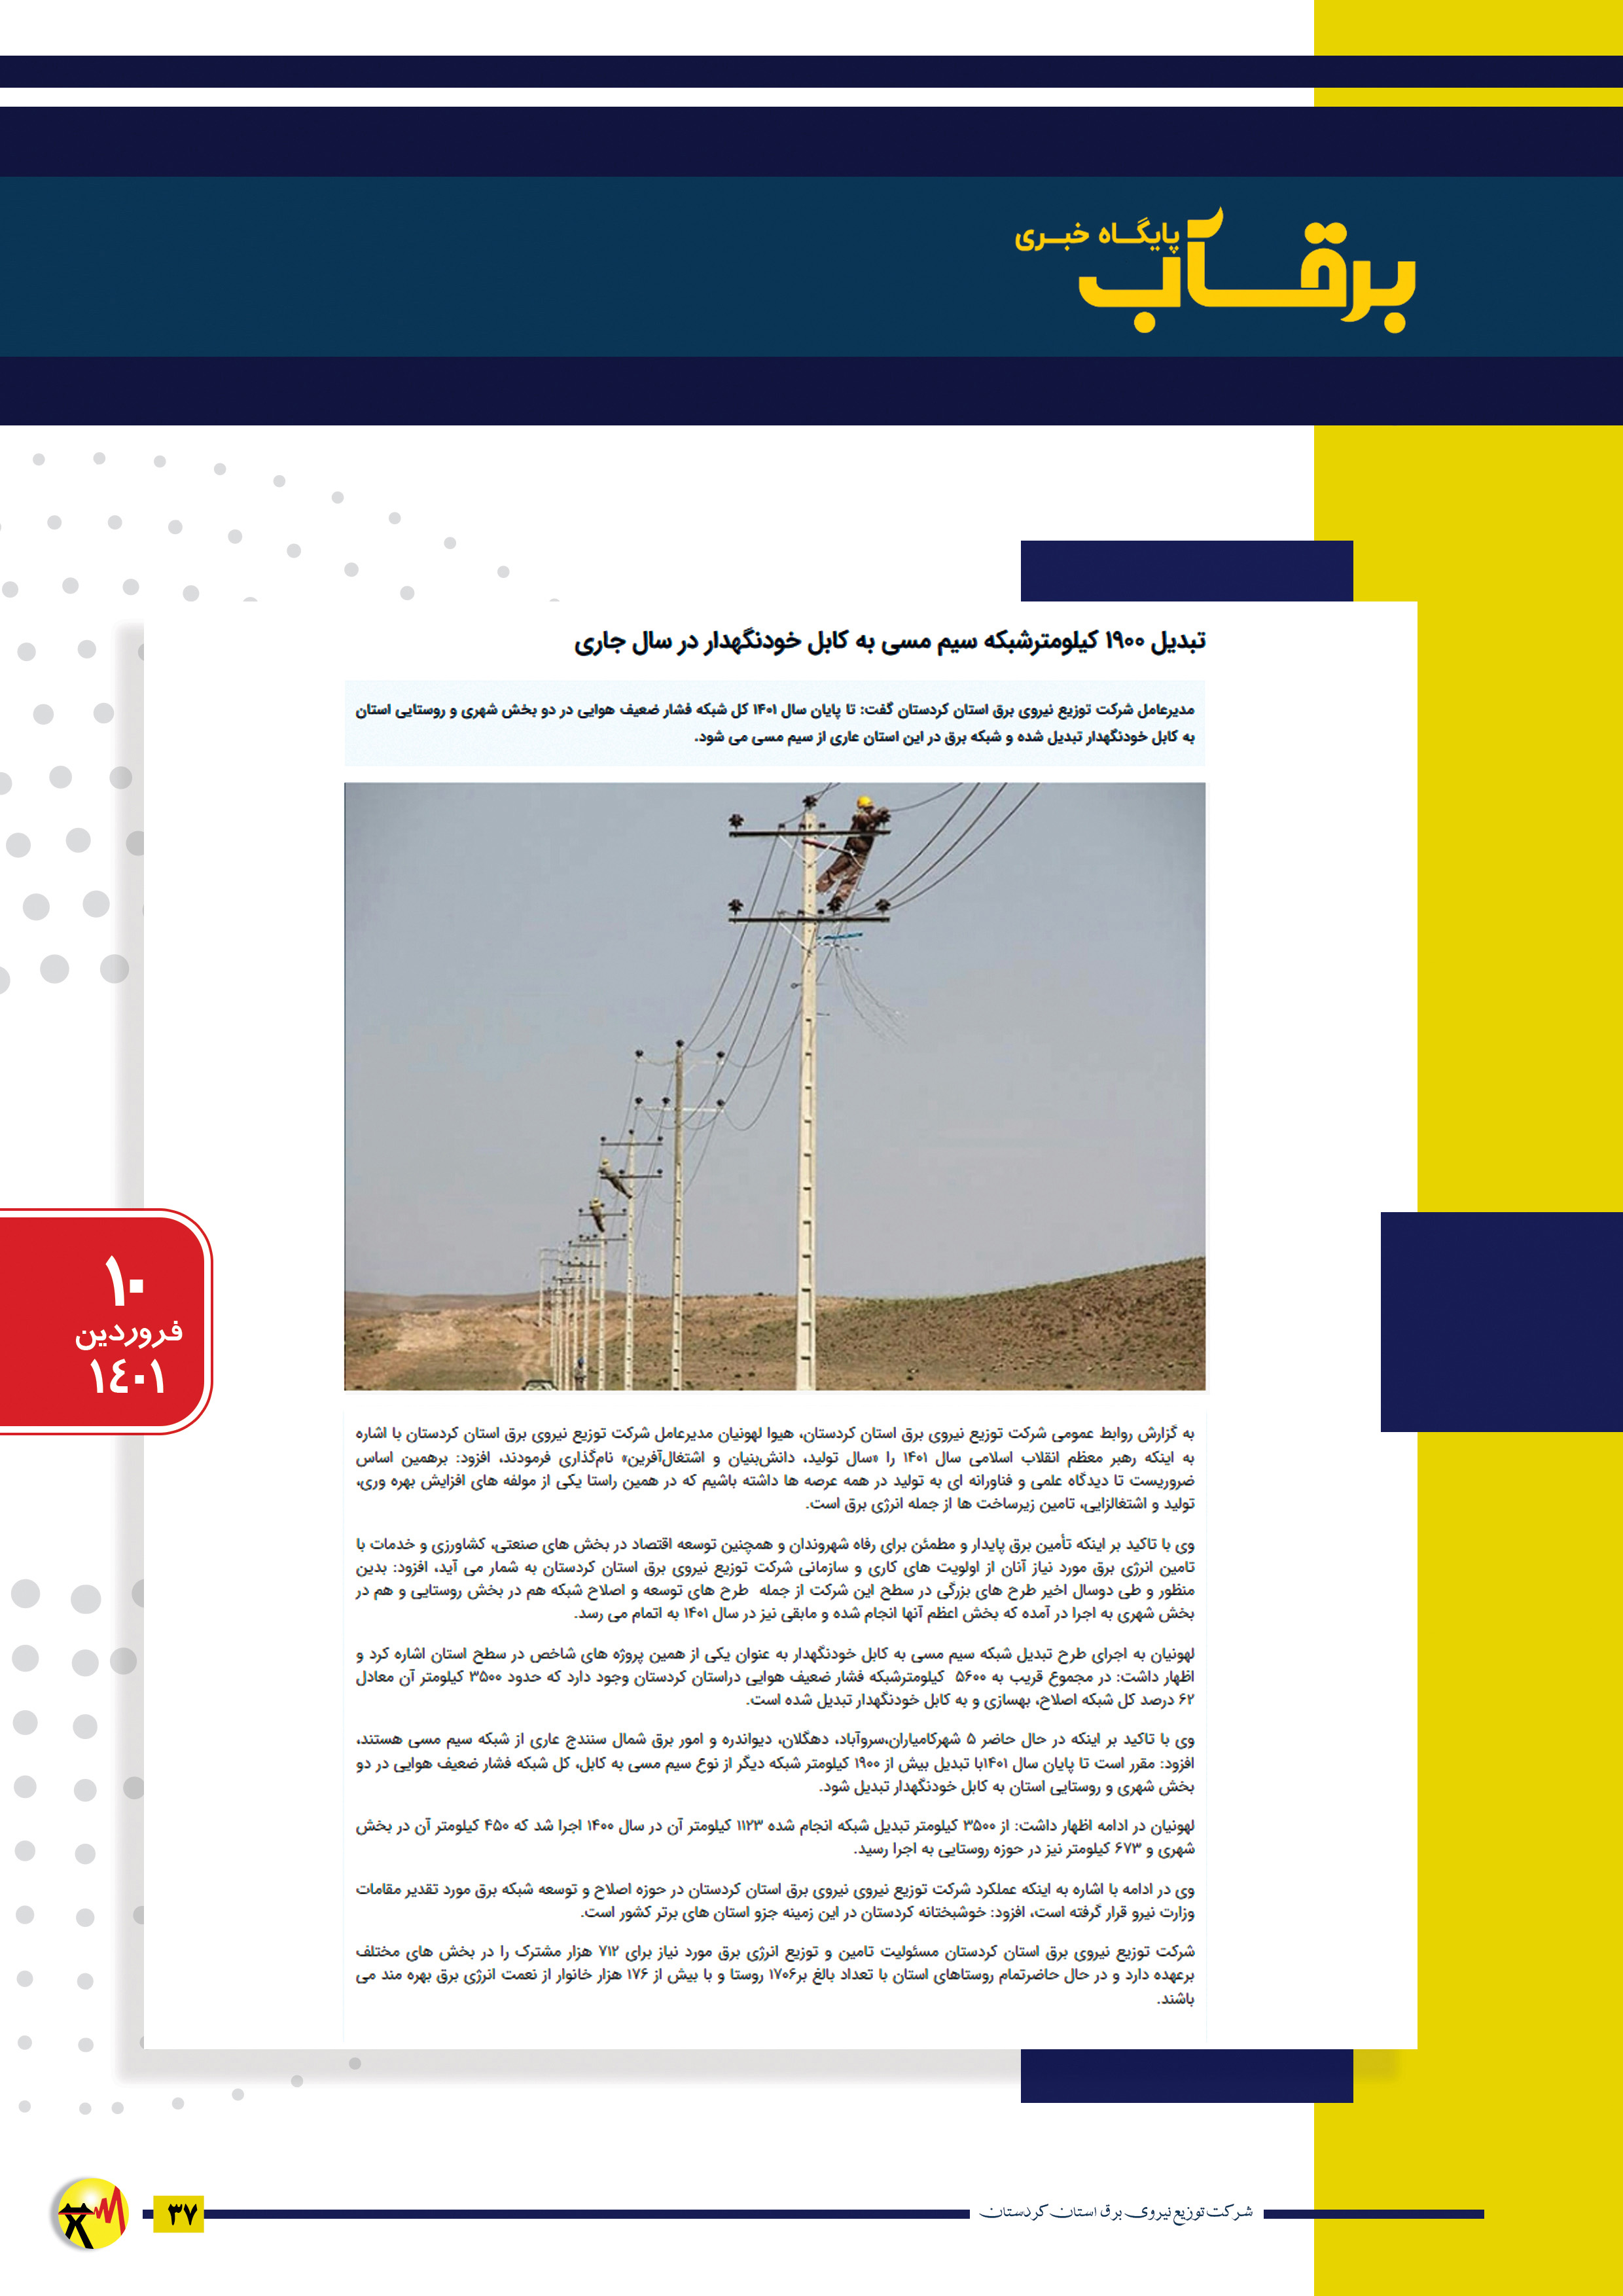 پایگاه خبری
برق‌آب
تبدیل ۱۹۰۰ کیلومترشبکه سیم مسی به کابل خودنگهدار در سال جاری
مدیرعامل شرکت توزیع نیروی برق استان کردستان گفت: تا پایان سال ۱۴۰۱ کل شبکه فشار ضعیف هوایی در دو بخش شهری و روستایی استان
به کابل خودنگهدار تبدیل شده و شبکه برق در این استان عاری از سیم مسی می شود.
۱۰
فروردین
۱٤۰۱
به گزارش روابط عمومی شرکت توزیع نیروی برق استان کردستان، هیوا لهونیان مدیرعامل شرکت توزیع نیروی برق استان کردستان با اشاره
به اینکه رهبر معظم انقلاب اسلامی سال ۱۴۰۱ را «سال تولید، دانش‌بنیان و اشتغال‌آفرین» نام‌گذاری فرمودند، افزود: برهمین اساس
ضروریست تا دیدگاه علمی و فناورانه ای به تولید در همه عرصه ها داشته باشیم که در همین راستا یکی از مولفه های افزایش بهره وری،
تولید و اشتغالزایی، تامین زیرساخت ها از جمله انرژی برق است.
وی با تاکید بر اینکه تأمین برق پایدار و مطمئن برای رفاه شهروندان و همچنین توسعه اقتصاد در بخش های صنعتی، کشاورزی و خدمات با
تامین انرژی برق مورد نیاز آنان از اولویت های کاری و سازمانی شرکت توزیع نیروی برق استان کردستان به شمار می آید، افزود: بدین
منظور و طی دوسال اخیر طرح های بزرگی در سطح این شرکت از جمله  طرح های توسعه و اصلاح شبکه هم در بخش روستایی و هم در
بخش شهری به اجرا در آمده که بخش اعظم آنها انجام شده و مابقی نیز در سال ۱۴۰۱ به اتمام می رسد.
لهونیان به اجرای طرح تبدیل شبکه سیم مسی به کابل خودنگهدار به عنوان یکی از همین پروژه های شاخص در سطح استان اشاره کرد و
اظهار داشت: در مجموع قریب به ۵۶۰۰  کیلومترشبکه فشار ضعیف هوایی دراستان کردستان وجود دارد که حدود ۳۵۰۰ کیلومتر آن معادل
۶۲ درصد کل شبکه اصلاح، بهسازی و به کابل خودنگهدار تبدیل شده است.
وی با تاکید بر اینکه در حال حاضر ۵ شهرکامیاران،سروآباد، دهگلان، دیواندره و امور برق شمال سنندج عاری از شبکه سیم مسی هستند،
افزود: مقرر است تا پایان سال ۱۴۰۱با تبدیل بیش از ۱۹۰۰ کیلومتر شبکه دیگر از نوع سیم مسی به کابل، کل شبکه فشار ضعیف هوایی در دو
بخش شهری و روستایی استان به کابل خودنگهدار تبدیل شود.
لهونیان در ادامه اظهار داشت: از ۳۵۰۰ کیلومتر تبدیل شبکه انجام شده ۱۱۲۳ کیلومتر آن در سال ۱۴۰۰ اجرا شد که ۴۵۰ کیلومتر آن در بخش
شهری و ۶۷۳ کیلومتر نیز در حوزه روستایی به اجرا رسید.
وی در ادامه با اشاره به اینکه عملکرد شرکت توزیع نیروی نیروی برق استان کردستان در حوزه اصلاح و توسعه شبکه برق مورد تقدیر مقامات
وزارت نیرو قرار گرفته است، افزود: خوشبختانه کردستان در این زمینه جزو استان های برتر کشور است.
شرکت توزیع نیروی برق استان کردستان مسئولیت تامین و توزیع انرژی برق مورد نیاز برای ۷۱۲ هزار مشترک را در بخش های مختلف
برعهده دارد و در حال حاضرتمام روستاهای استان با تعداد بالغ بر۱۷۰۶ روستا و با بیش از ۱۷۶ هزار خانوار از نعمت انرژی برق بهره مند می
باشند.
شرکت توزیع نیروی برق استان کردستان
۳۷